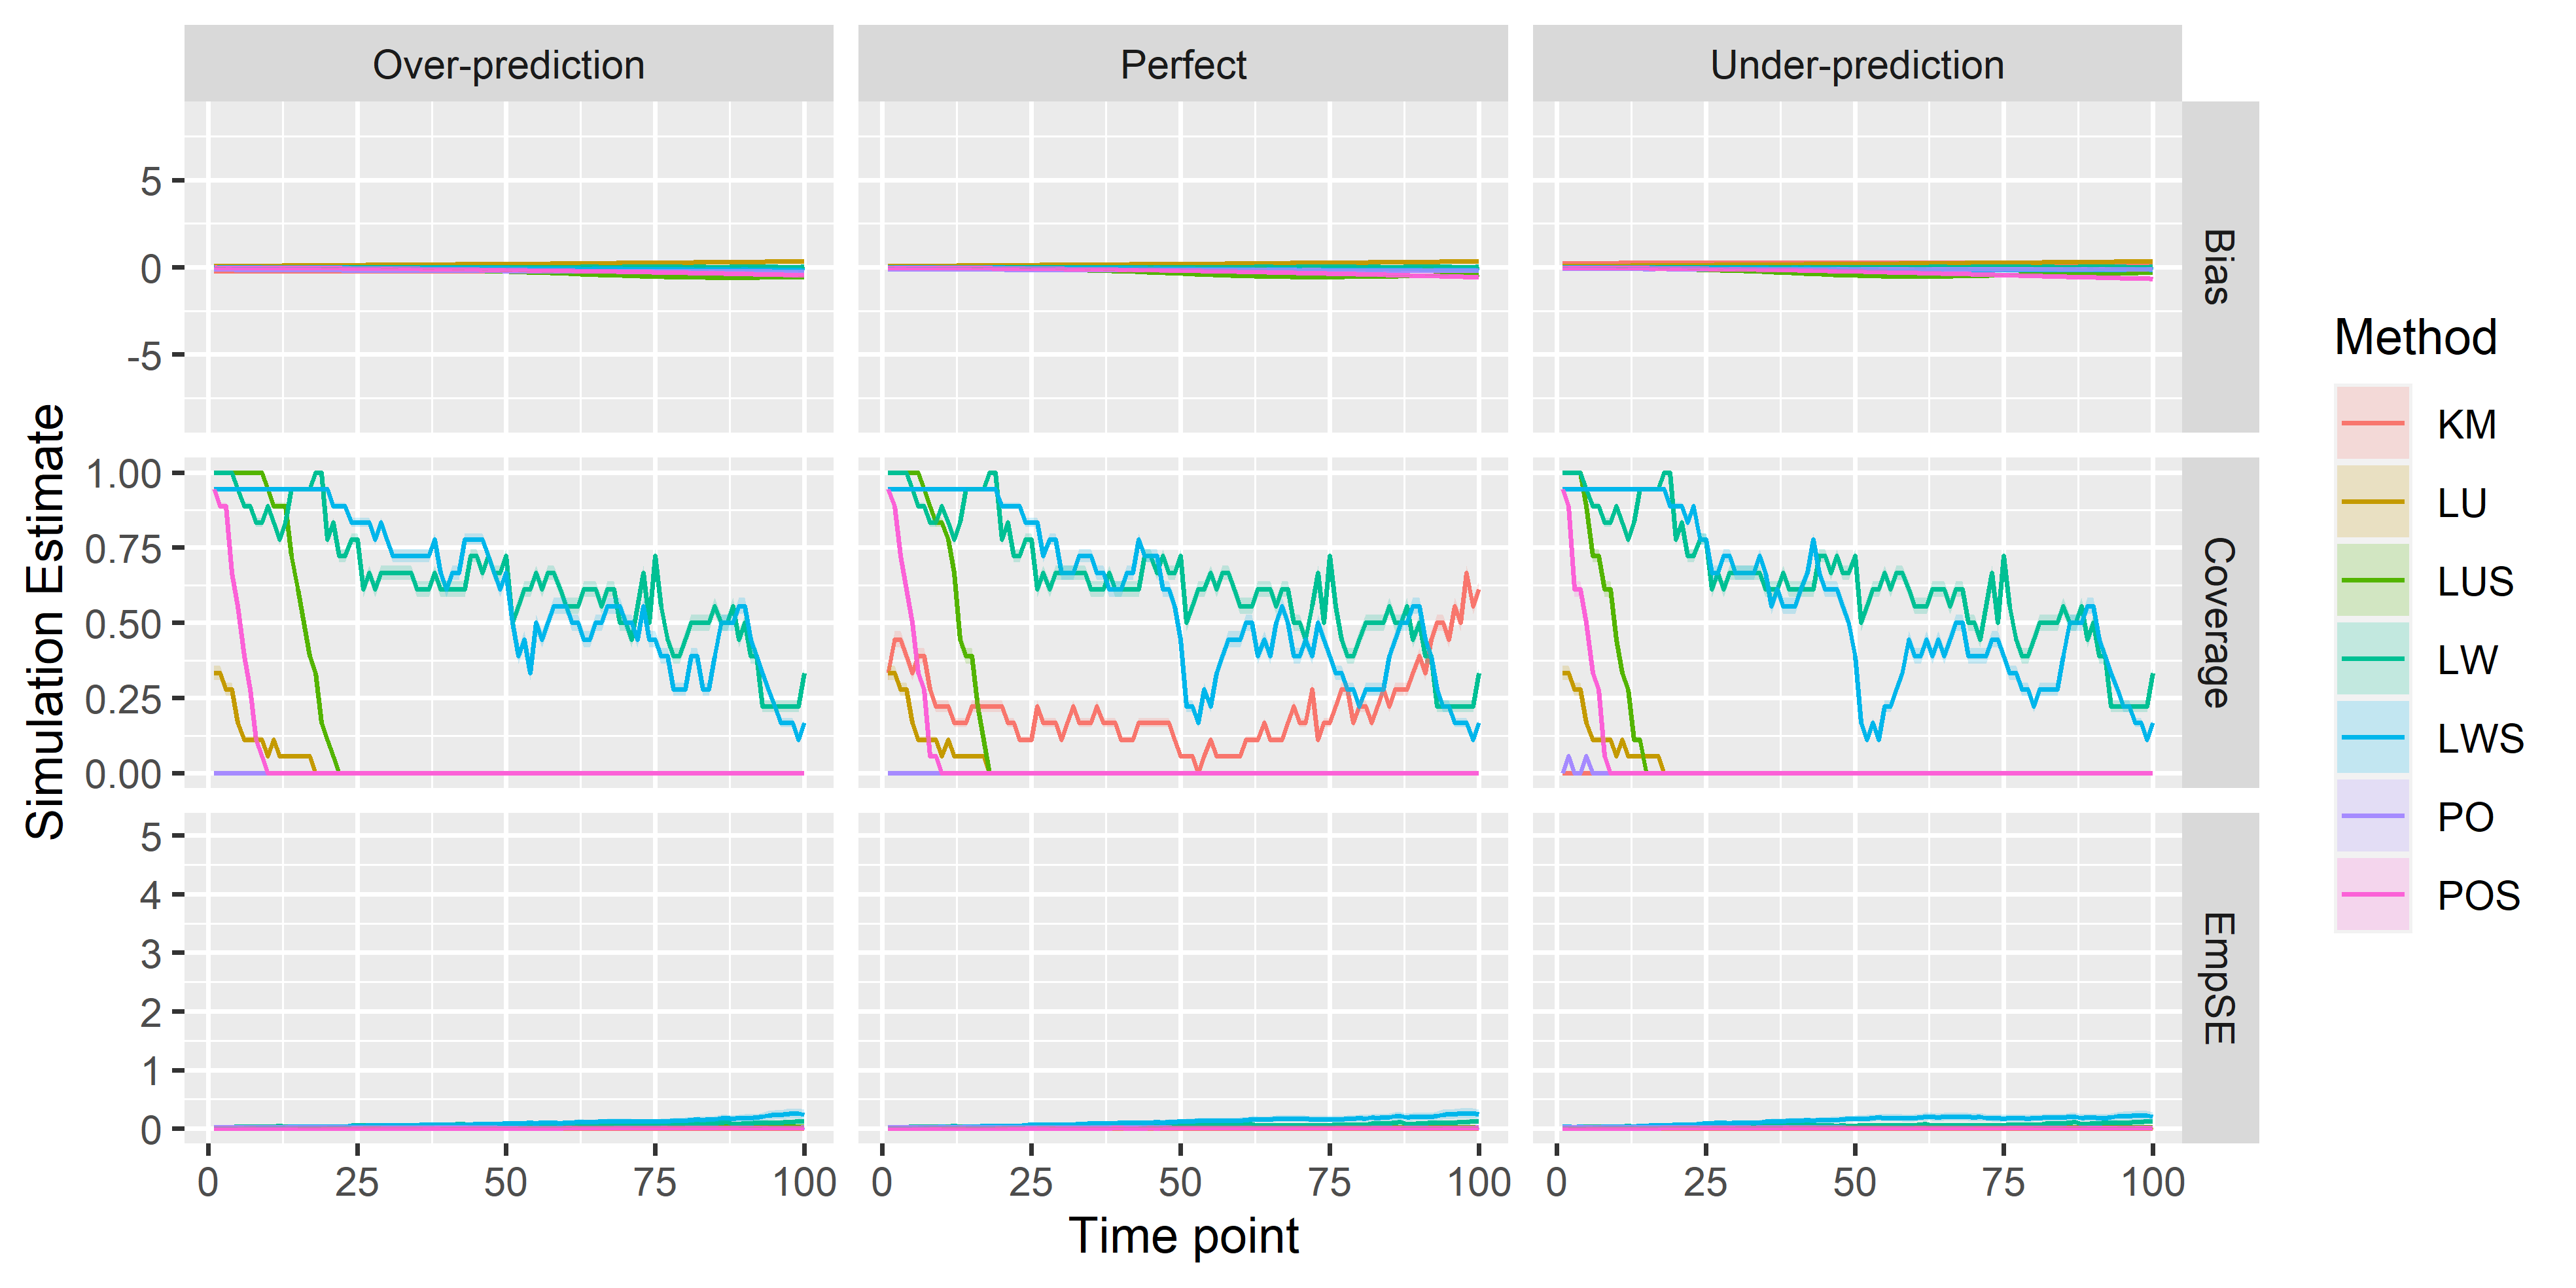 Over-prediction
Perfect
Under-prediction
Simulation Estimate
5
0
-5
Bias
1.00
0.75
0.50
0.25
0.00
Coverage
5
4
3
2
1
0
EmpSE
0
25
50
75
100
0
25
50
75
100
0
25
50
75
100
Time point
Method
KM
LU
LUS
LW
LWS
PO
POS